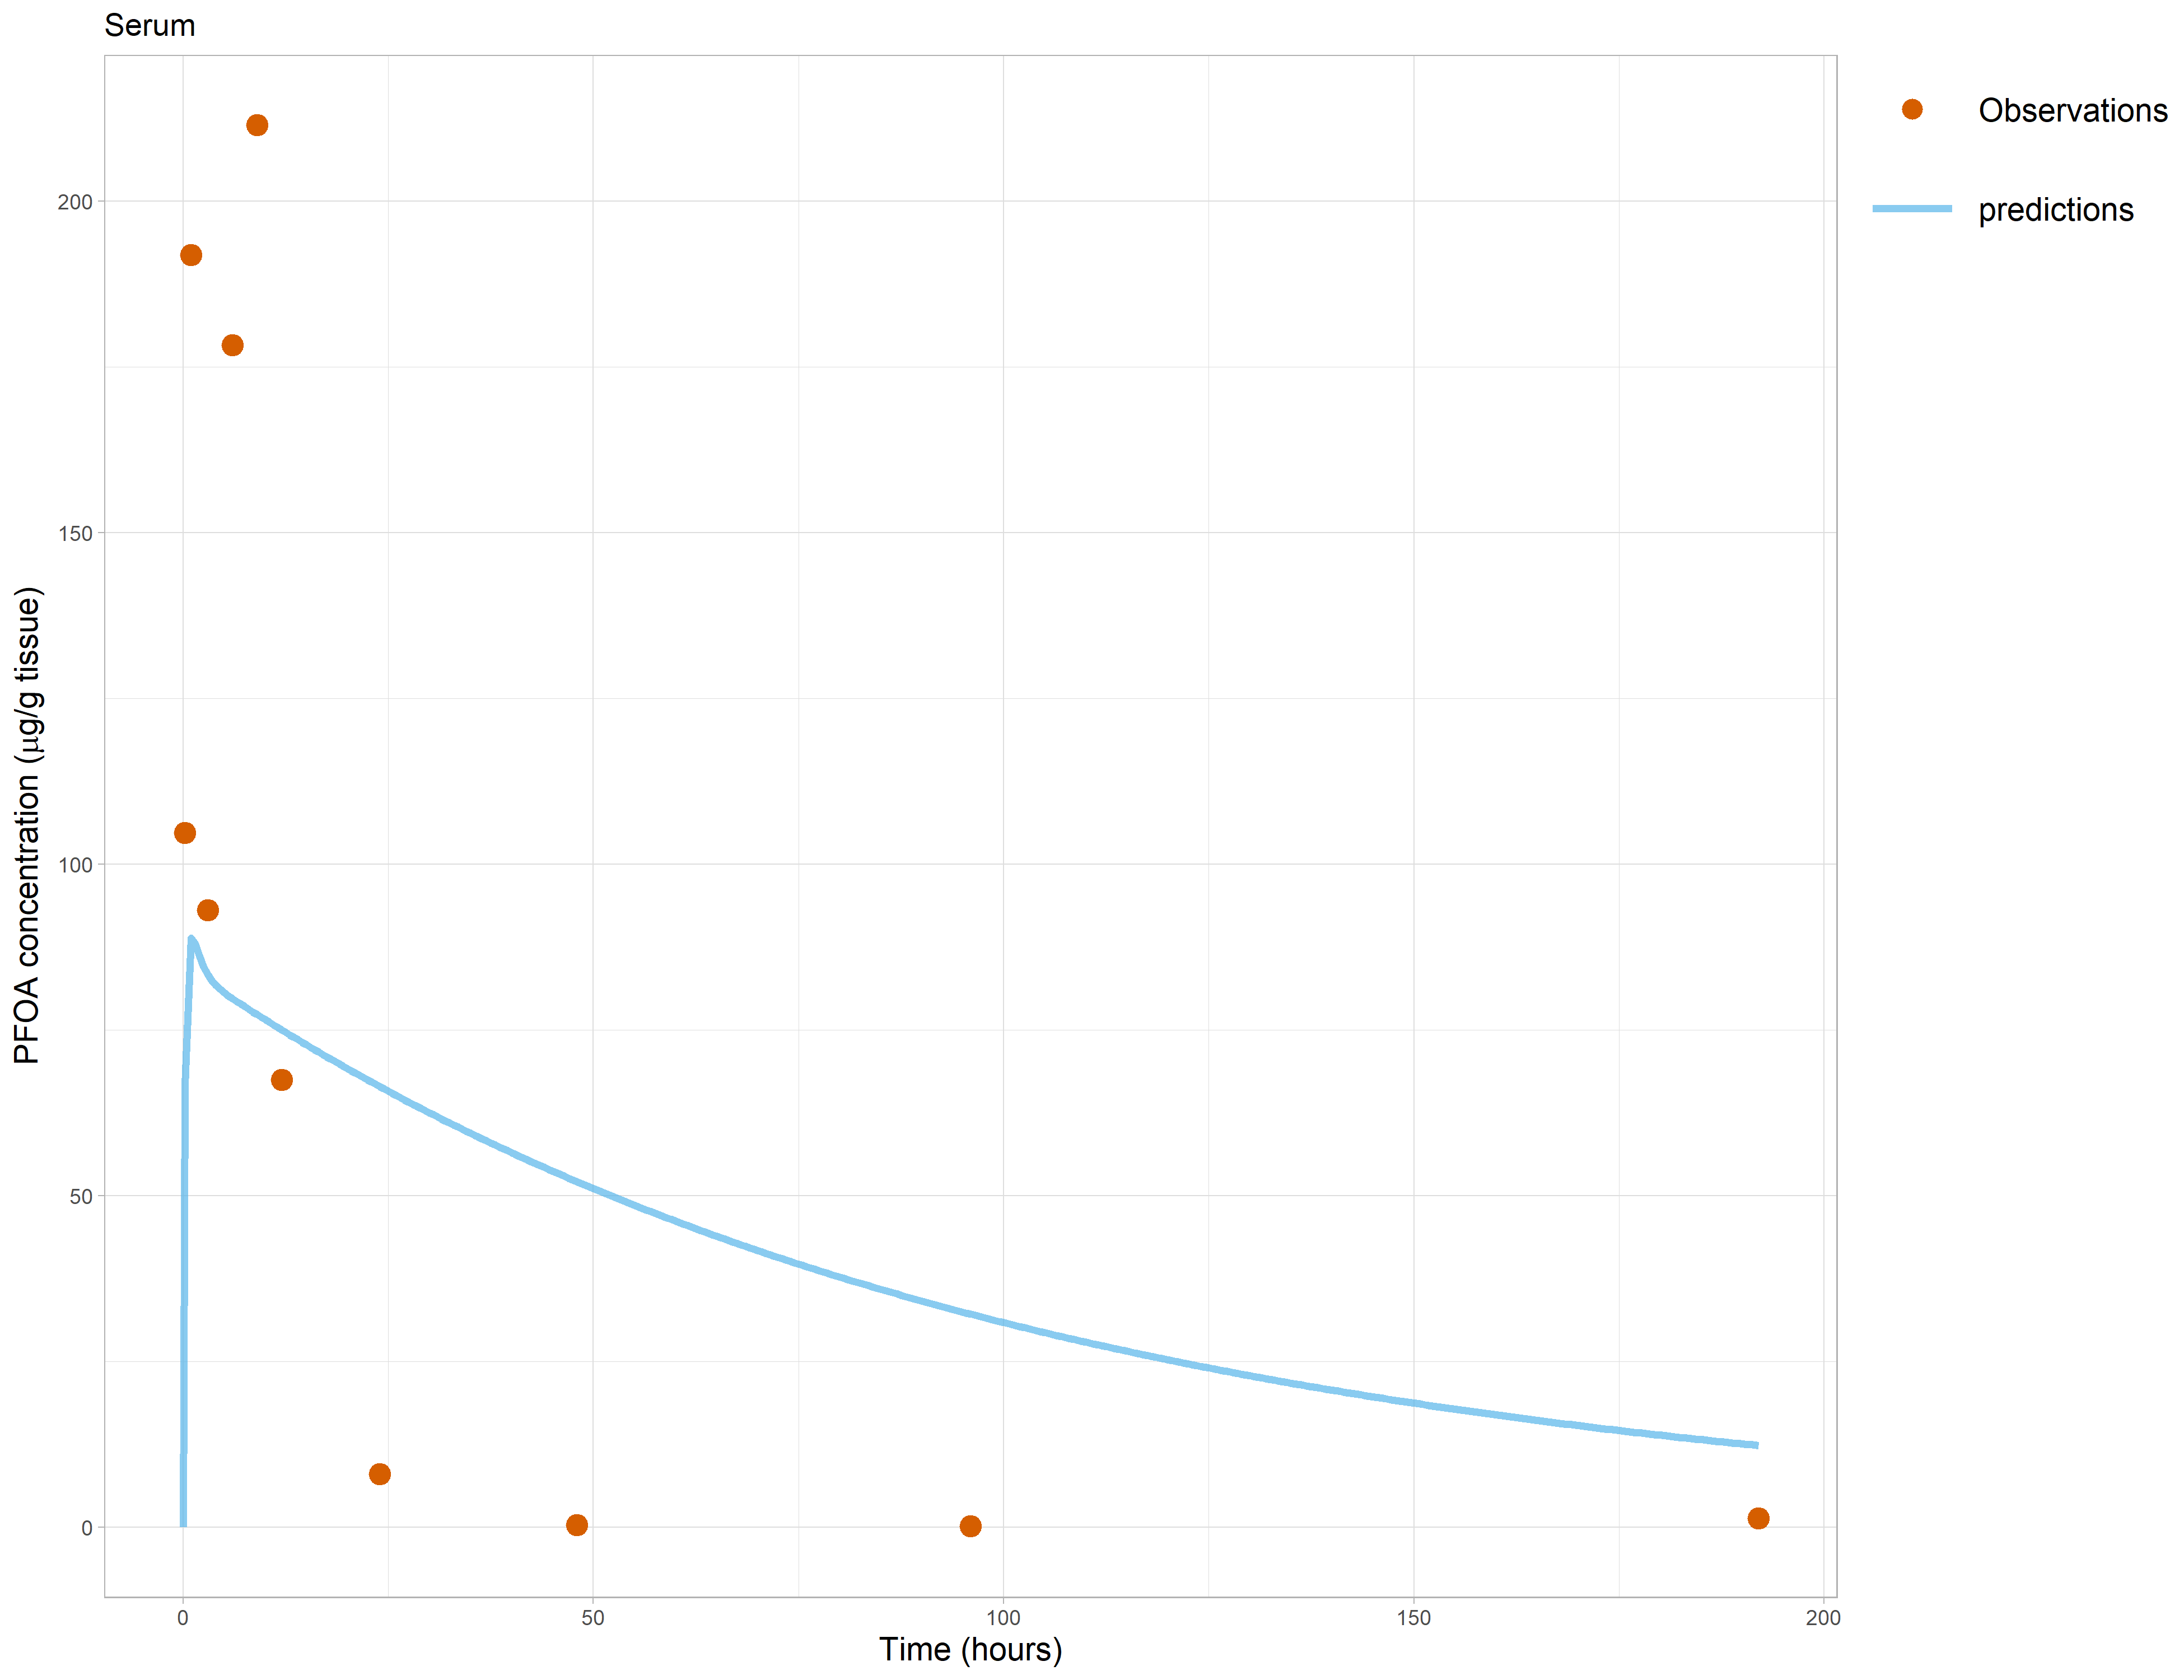 Serum
Observations
predictions
PFOA concentration (μg/g tissue)
200
150
100
50
0
0
50
100
150
200
Time (hours)